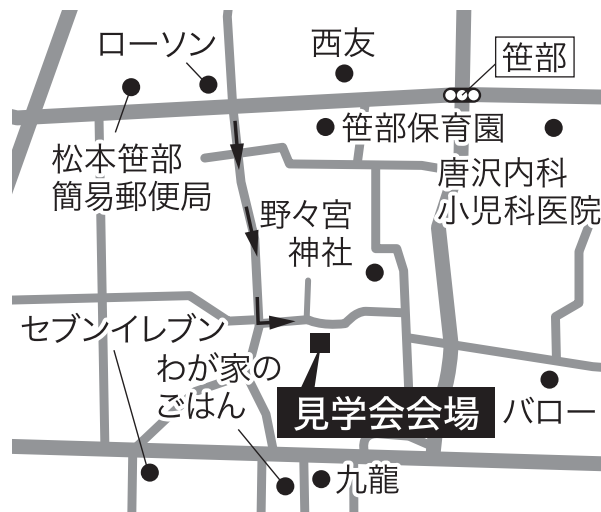 ローソン
西友
笹部
笹部保育園
松本笹部
簡易郵便局
唐沢内科
小児科医院
野々宮
神社
セブンイレブン
わが家の
ごはん
見学会会場
バロー
九龍